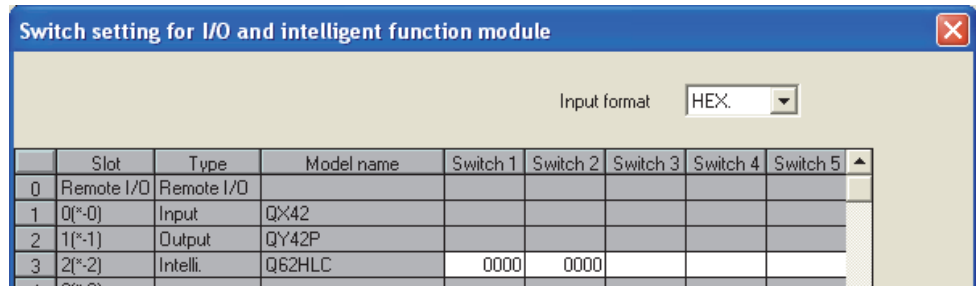 Switch setting for I/O and intelligent function module
Input format HEX.
Slot Type Model name Switch 1 Switch 2 Switch 3 Switch 4 Switch 5
0 Remote I/O Remote I/O
1 0(*-0) Input QX42
2 1(*-1) Output QY42P
3 2(*-2) Intelli. Q62HLC 0000 0000